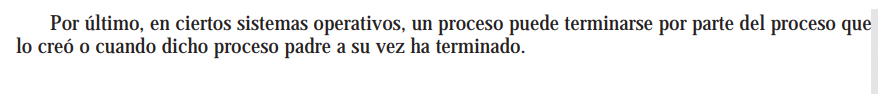 Por último, en ciertos sistemas operativos, un proceso puede terminarse por parte del proceso que
lo creó o cuando dicho proceso padre a su vez ha terminado.